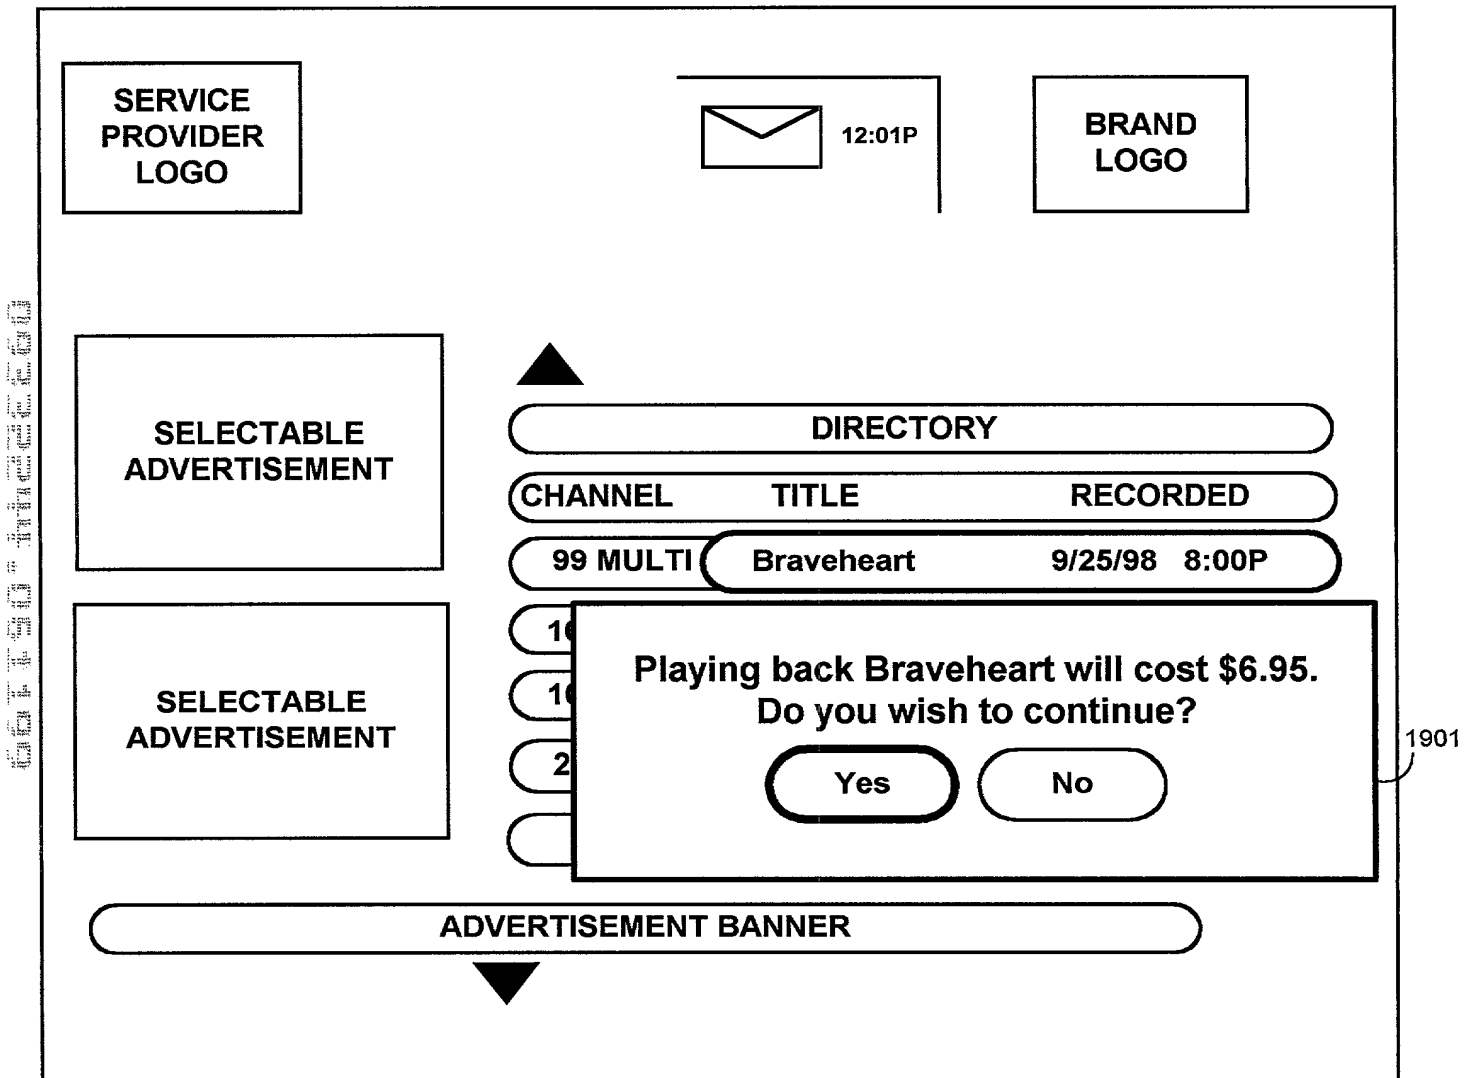 SERVICE
PROVIDER
LOGO
12:01P
BRAND
LOGO
SELECTABLE
ADVERTISEMENT
DIRECTORY
CHANNEL TITLE RECORDED
99 MULTI Braveheart 9/25/98 8:00P
Playing back Braveheart will cost $6.95.
Do you wish to continue?
Yes No
1901
SELECTABLE
ADVERTISEMENT
ADVERTISEMENT BANNER